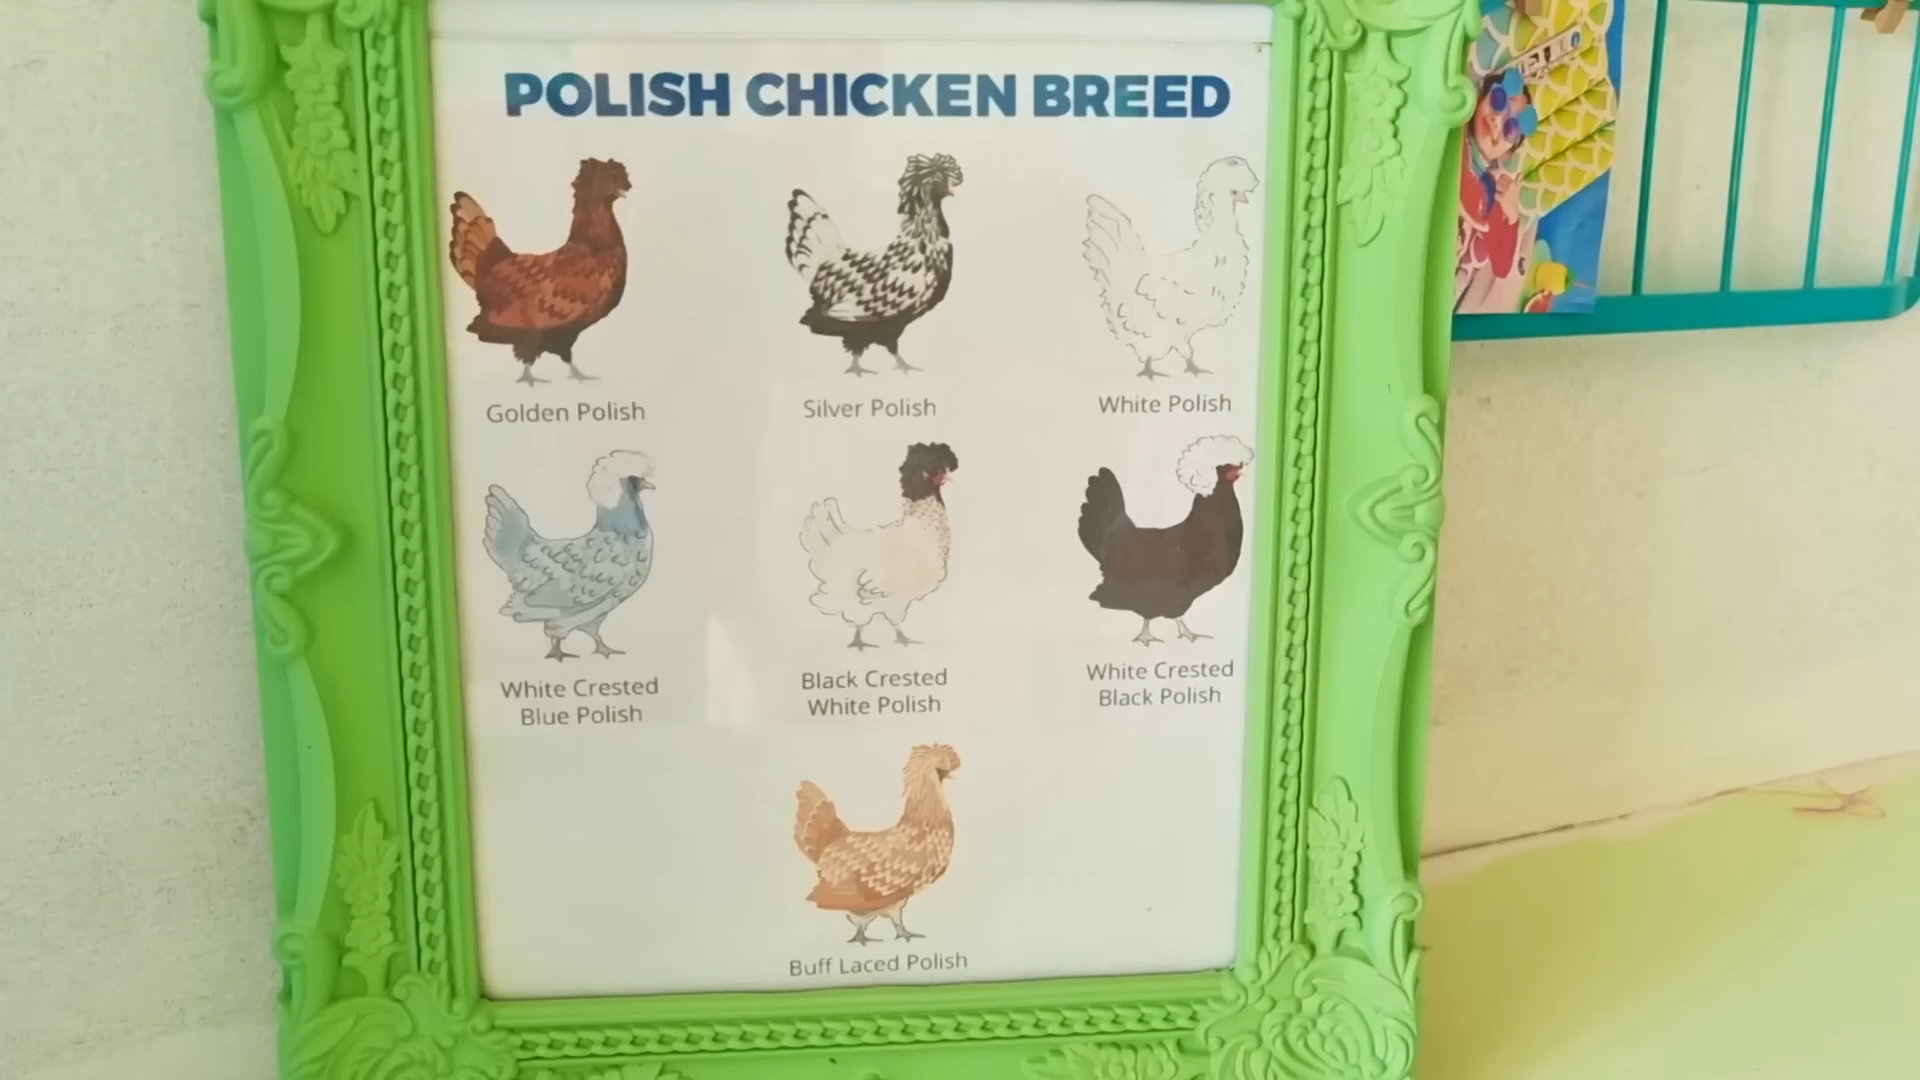 POLISH CHICKEN BREED
Golden Polish
Silver Polish
White Polish
White Crested
Blue Polish
Black Crested
White Polish
White Crested
Black Polish
Buff Laced Polish